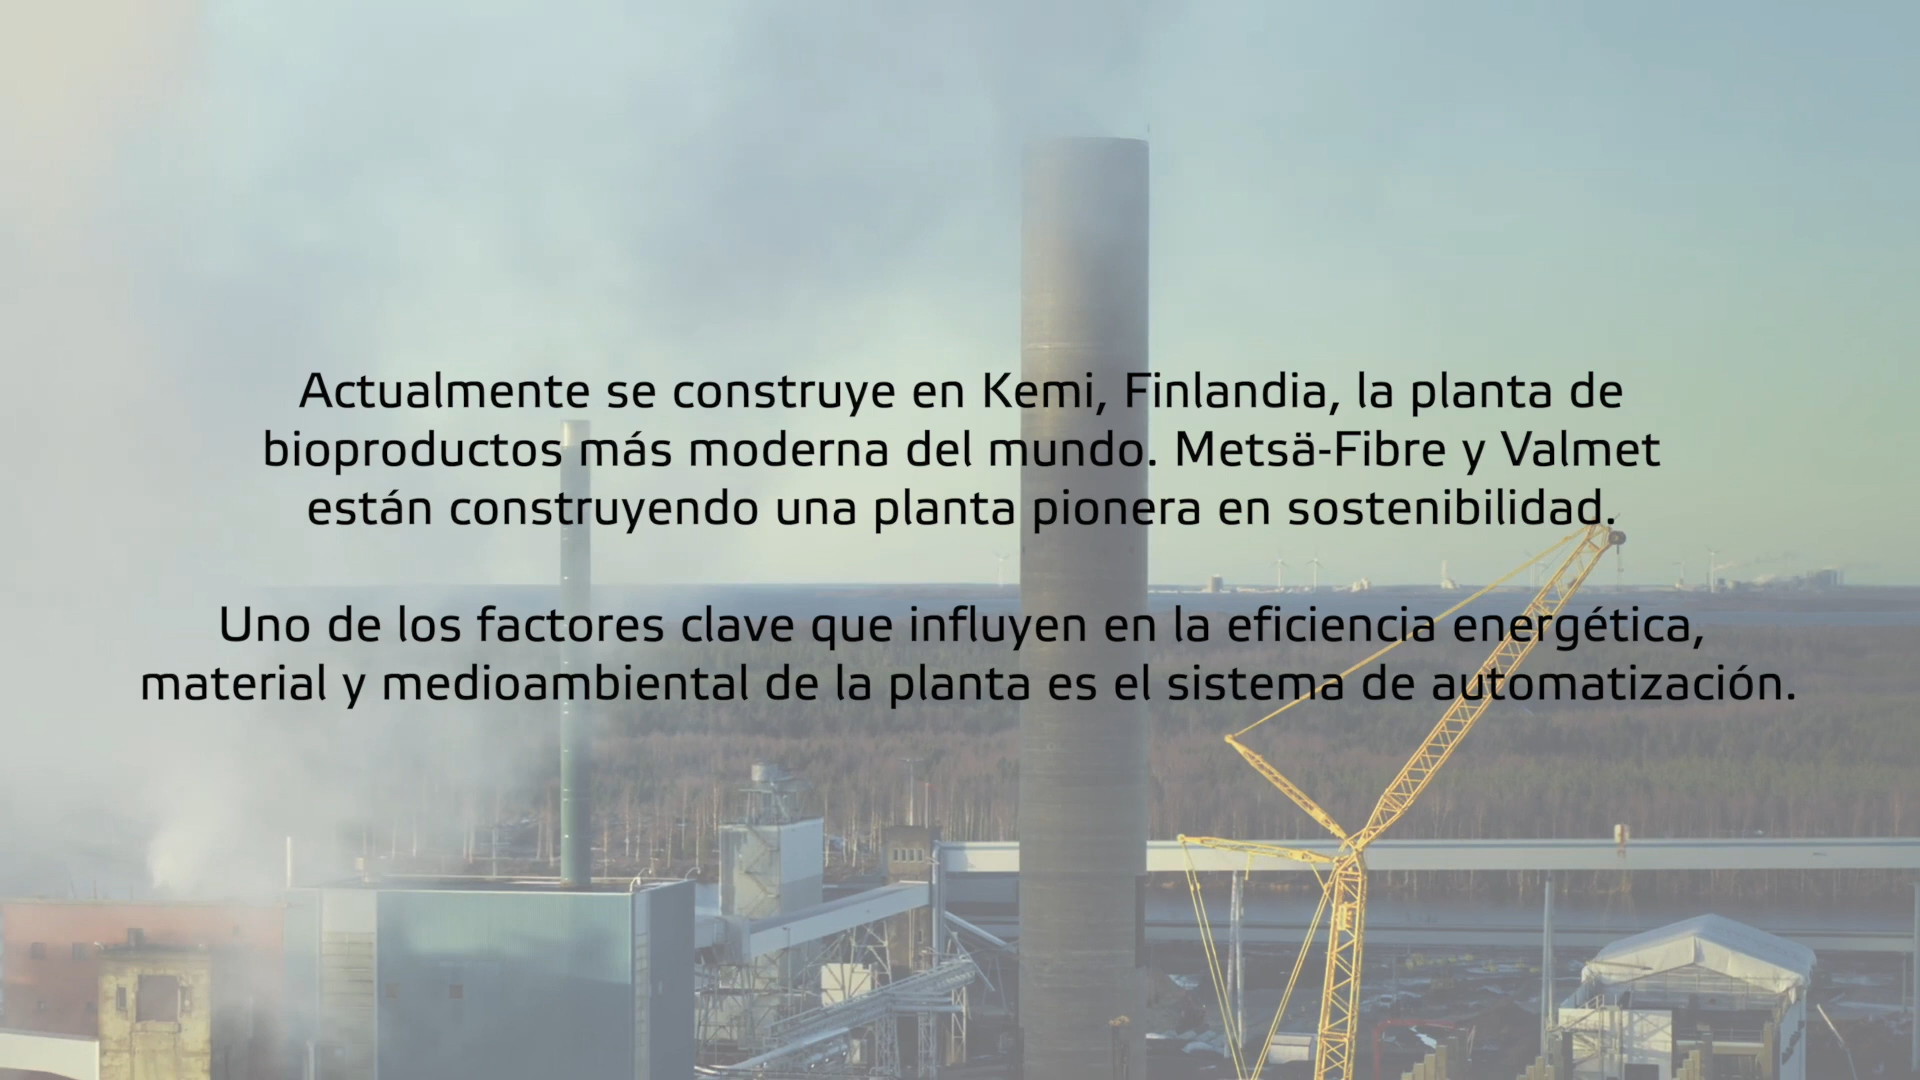 Actualmente se construye en Kemi, Finlandia, la planta de
bioproductos más moderna del mundo. Metsä-Fibre y Valmet
están construyendo una planta pionera en sostenibilidad.
Uno de los factores clave que influyen en la eficiencia energética,
material y medioambiental de la planta es el sistema de automatización.